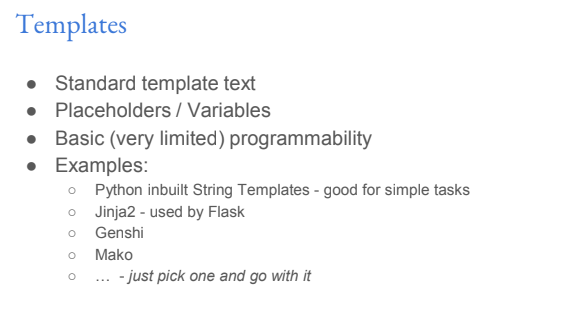 Templates
● Standard template text
● Placeholders / Variables
● Basic (very limited) programmability
● Examples:
○ Python inbuilt String Templates - good for simple tasks
○ Jinja2 - used by Flask
○ Genshi
○ Mako
○ … - just pick one and go with it